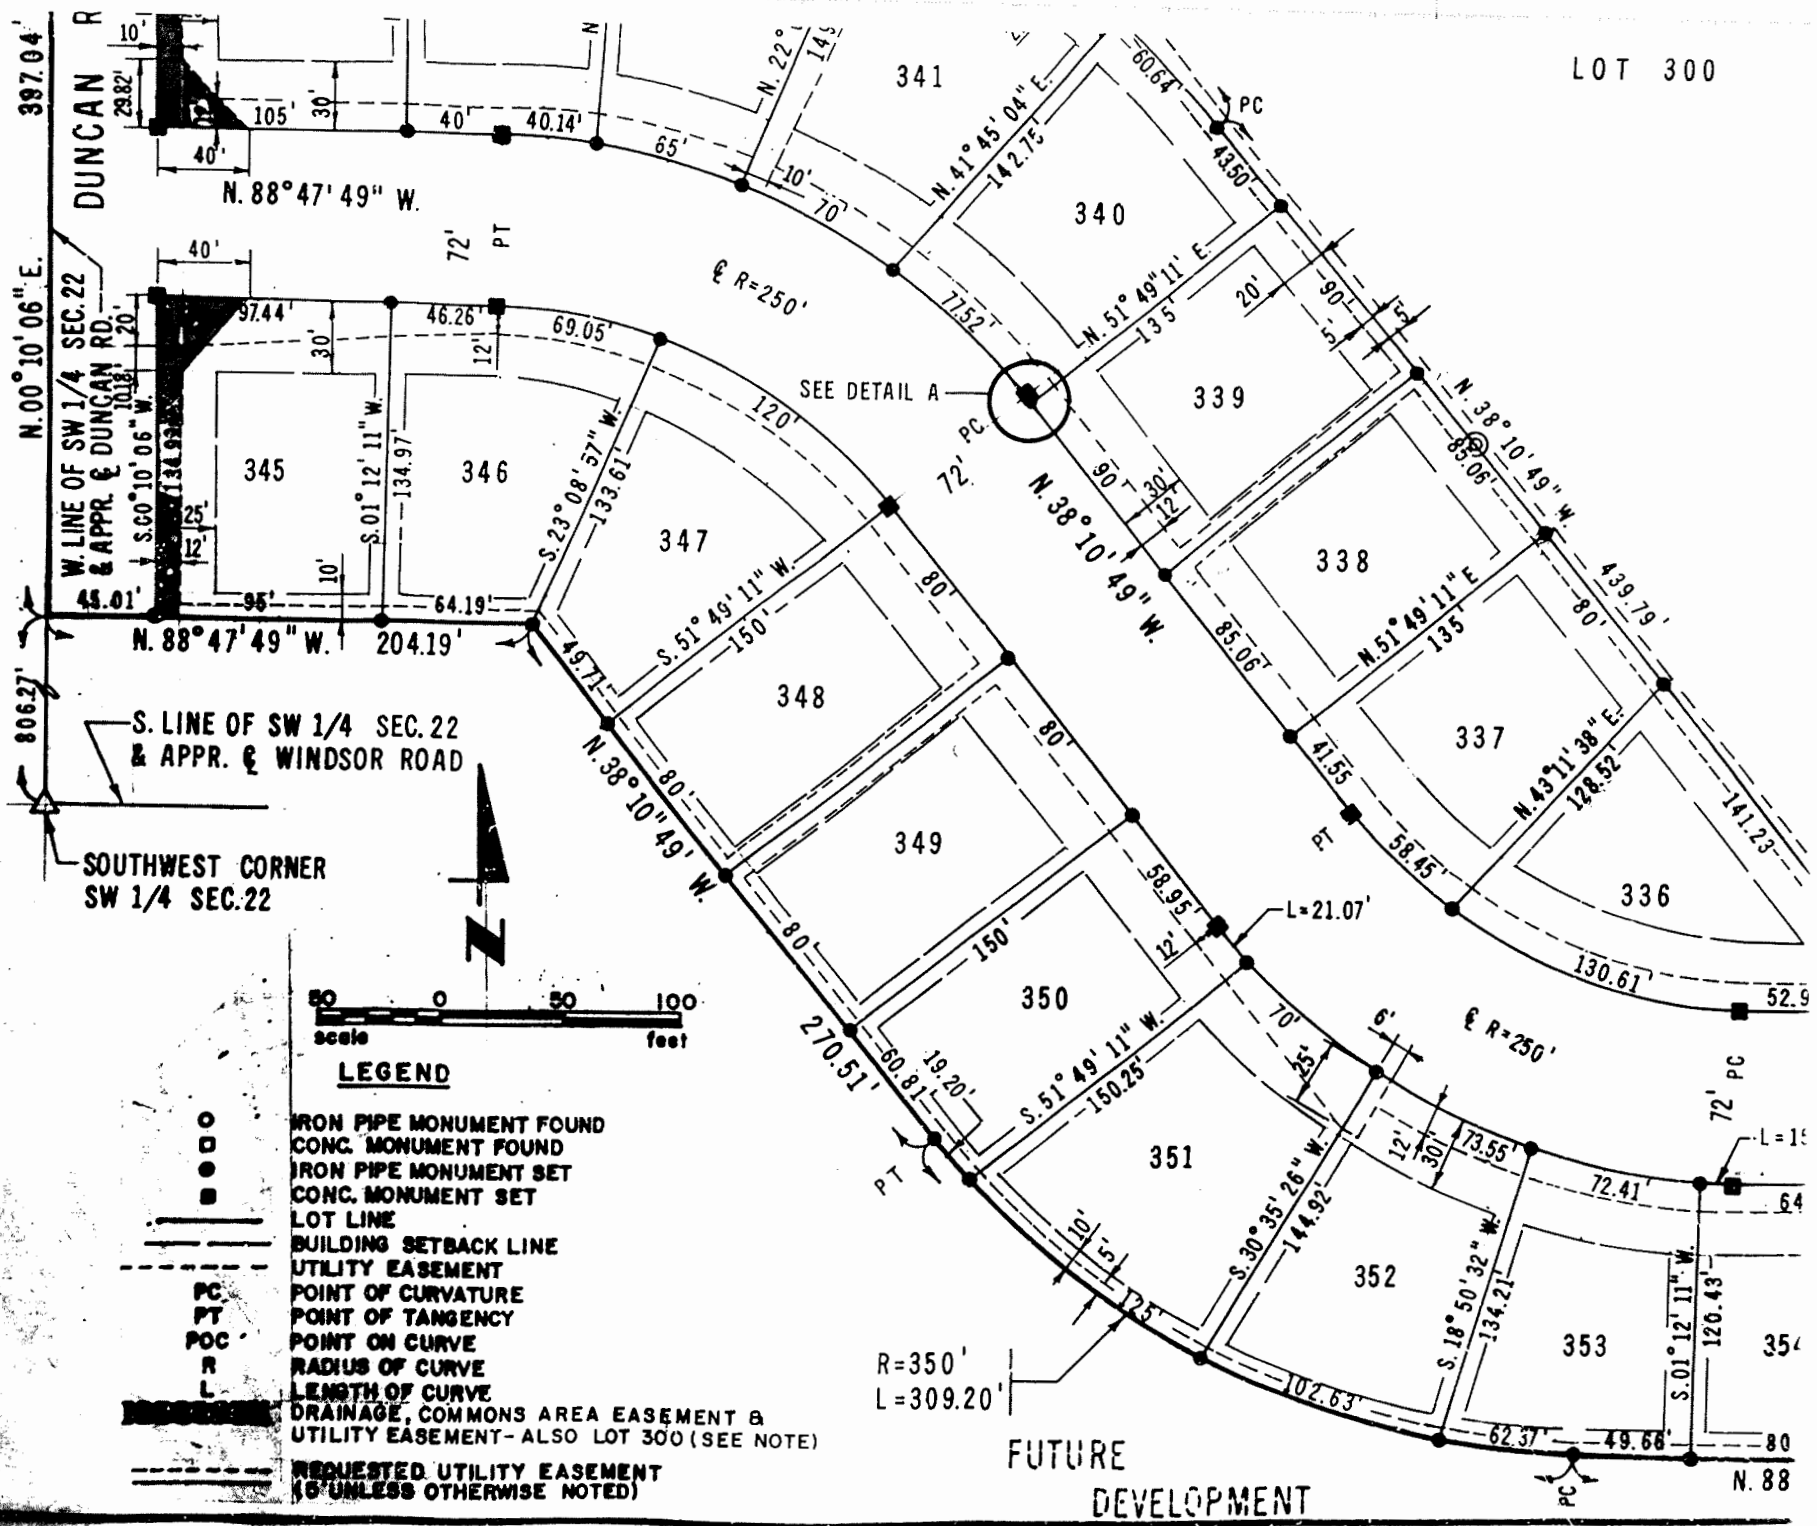 397.04'
DUNCAN R
10'
29.82'
105'
30'
40'
40.14'
65'
40'
N. 88°47'49" W.
72'
PT
N
N. 22°
10'
70'
341
N. 41°45'04" E.
142.75
60.64'
PC
43.50'
LOT 300
340
℄ R=250'
77.52'
N. 51°49'11" E.
135'
20'
90'
5'
5'
SEE DETAIL A
PC
72'
339
N. 38°10'49" W.
85.06'
90'
30'
12'
N. 38°10'49" W.
338
439.79'
N. 00°10'06" E.
W. LINE OF SW 1/4 SEC. 22
& APPR. ℄ DUNCAN RD.
40'
20'
10.18'
S. 00°10'06" W.
134.93'
97.44'
30'
46.26'
12'
69.05'
120'
345
25'
12'
10'
S. 01°12'11" W.
134.97'
346
S. 23°08'57" W.
133.61'
347
45.01'
95'
64.19'
N. 88°47'49" W.
204.19'
49.71'
S. 51°49'11" W.
150'
80'
348
80'
N. 38°10'49' W.
80'
349
80'
150'
58.95'
12'
L=21.07'
85.06'
N. 51°49'11" E
135'
80'
41.55
PT
337
N. 43°11'38" E.
128.52'
58.45'
141.23'
336
130.61'
52.9
806.27'
S. LINE OF SW 1/4 SEC. 22
& APPR. ℄ WINDSOR ROAD
SOUTHWEST CORNER
SW 1/4 SEC. 22
N
50 0 50 100
scale feet
270.51'
60.81'
19.20'
350
S. 51°49'11" W.
150.25'
PT
70'
25'
6'
℄ R=250'
PC
72'
L=15
351
12'
30'
73.55'
72.41'
64
10'
5'
125'
S. 30°35'26" W.
144.92'
352
S. 18°50'32" W.
134.21'
353
S. 01°12'11" W.
120.43'
354
R=350'
L=309.20'
102.63'
62.37'
49.66'
80
PC
N. 88
FUTURE
DEVELOPMENT
LEGEND
IRON PIPE MONUMENT FOUND
CONC. MONUMENT FOUND
IRON PIPE MONUMENT SET
CONC. MONUMENT SET
LOT LINE
BUILDING SETBACK LINE
UTILITY EASEMENT
PC POINT OF CURVATURE
PT POINT OF TANGENCY
POC POINT ON CURVE
R RADIUS OF CURVE
L LENGTH OF CURVE
DRAINAGE, COMMONS AREA EASEMENT &
UTILITY EASEMENT-ALSO LOT 300 (SEE NOTE)
REQUESTED UTILITY EASEMENT
(5' UNLESS OTHERWISE NOTED)